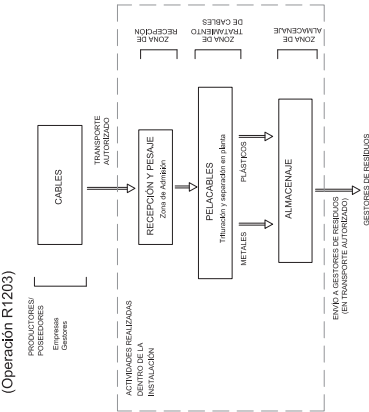 (Operación R1203)
PRODUCTORES/
POSEEDORES
Empresas
Gestores
CABLES
TRANSPORTE
AUTORIZADO
ACTIVIDADES REALIZADAS
DENTRO DE LA
INSTALACIÓN
RECEPCIÓN Y PESAJE
Zona de Admisión
ZONA DE
RECEPCIÓN
PELACABLES
Trituración y separación en planta
ZONA DE
TRATAMIENTO
DE CABLES
METALES
PLÁSTICOS
ALMACENAJE
ZONA DE
ALMACENAJE
ENVÍO A GESTORES DE RESIDUOS
(EN TRANSPORTE AUTORIZADO)
GESTORES DE RESIDUOS